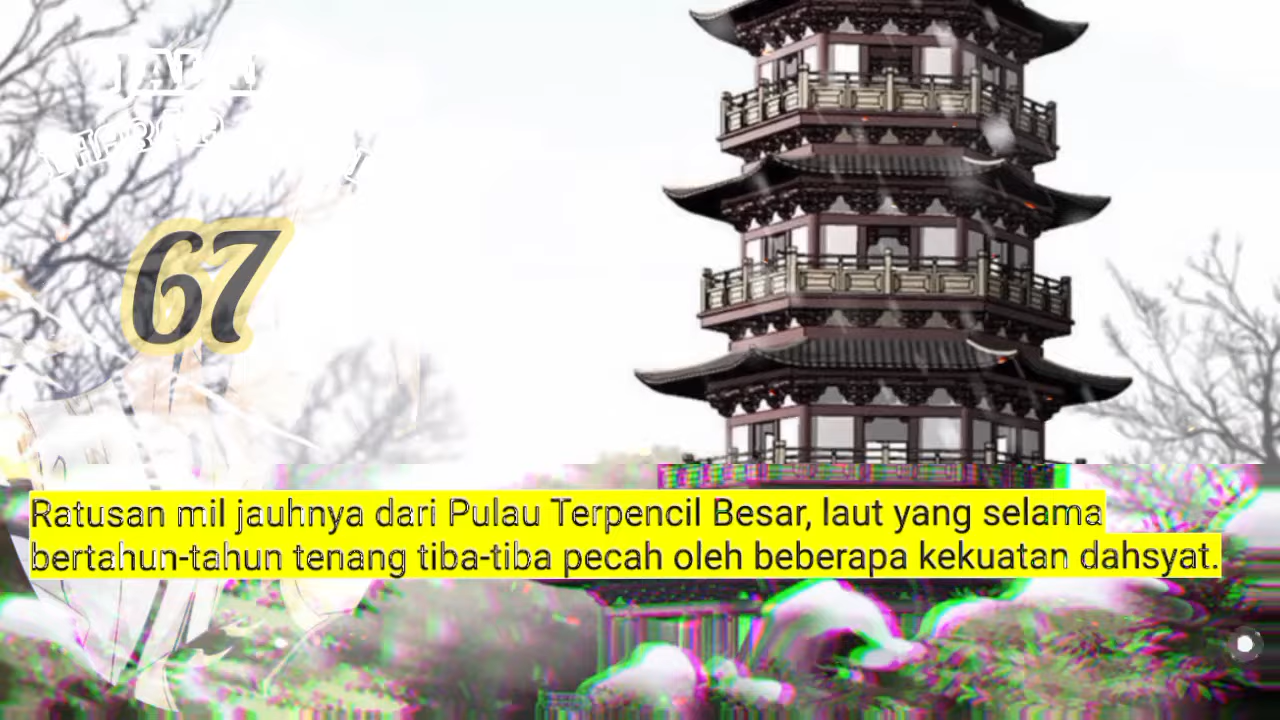 67
Ratusan mil jauhnya dari Pulau Terpencil Besar, laut yang selama
bertahun-tahun tenang tiba-tiba pecah oleh beberapa kekuatan dahsyat.